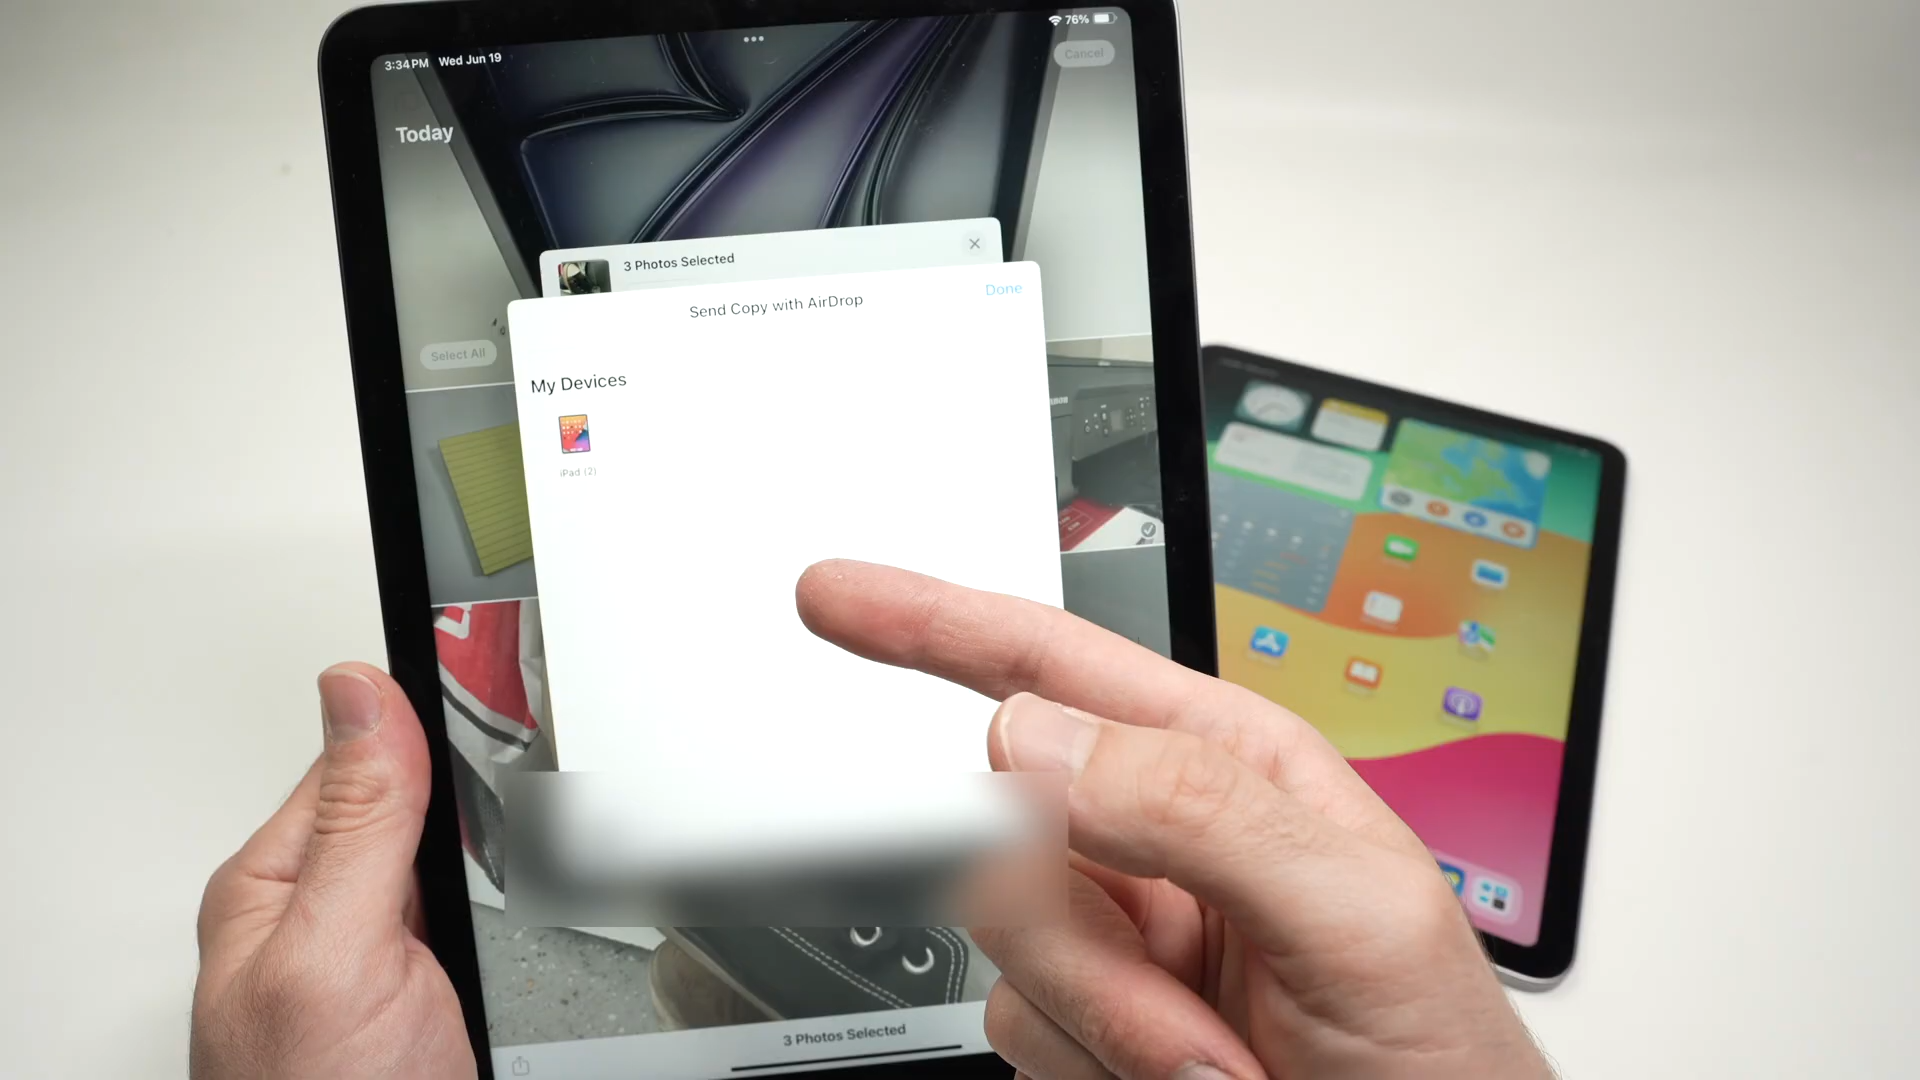 3:34 PM Wed Jun 19
76%
Cancel
Today
3 Photos Selected
Send Copy with AirDrop
Done
Select All
My Devices
iPad (2)
3 Photos Selected